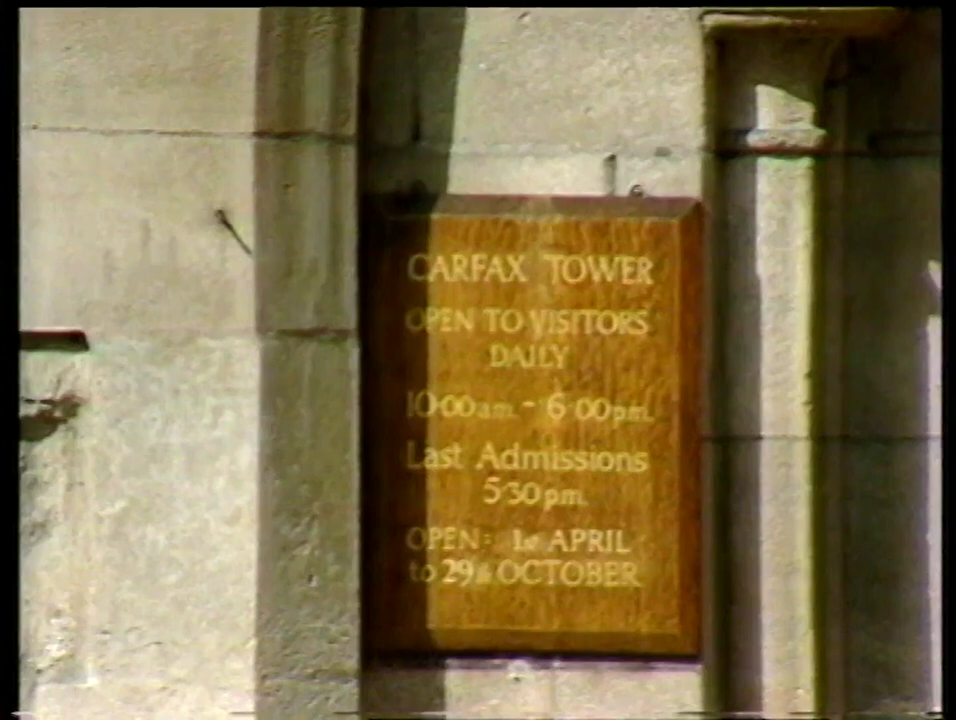 CARFAX TOWER
OPEN TO VISITORS
DAILY
10·00am. - 6·00pm.
Last Admissions
5·30pm.
OPEN: 1st APRIL
to 29th OCTOBER